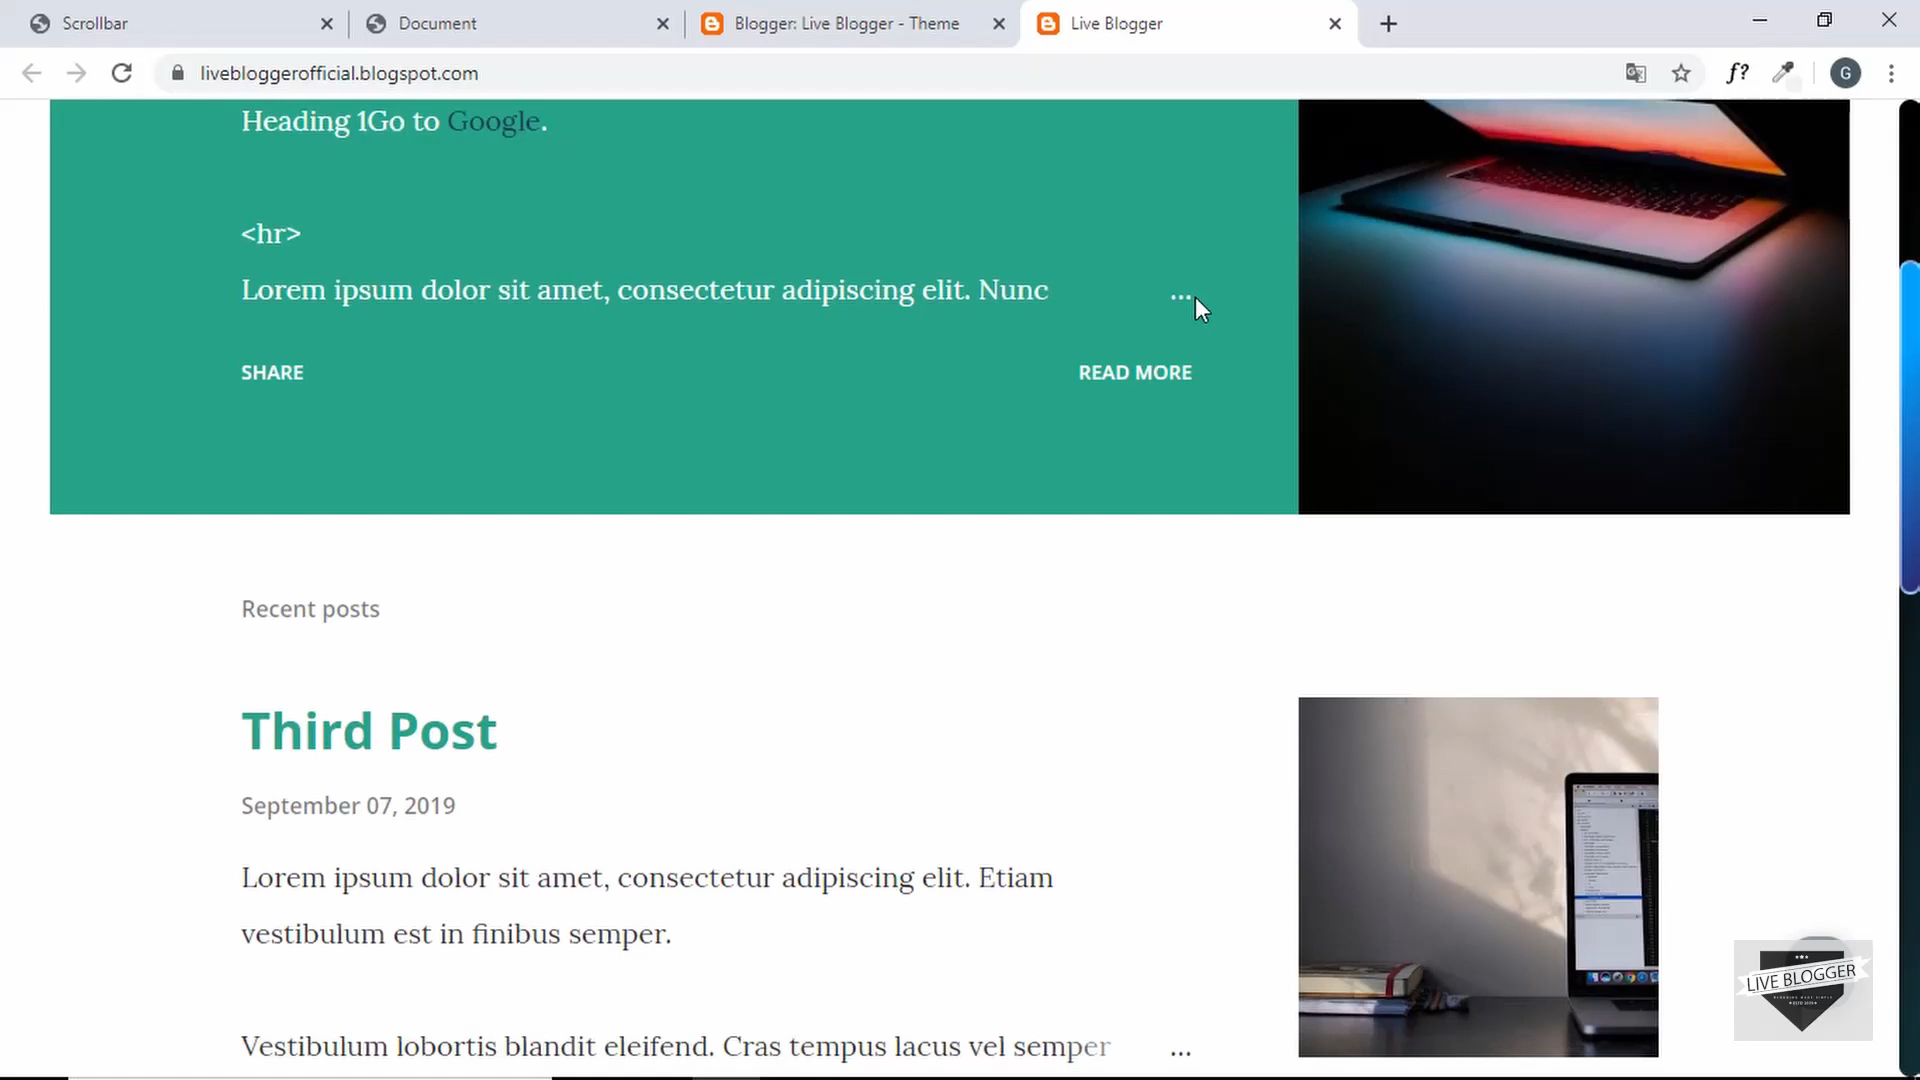 Scrollbar
Document
Blogger: Live Blogger - Theme
Live Blogger
livebloggerofficial.blogspot.com
f?
G
Heading 1Go to Google.
<hr>
Lorem ipsum dolor sit amet, consectetur adipiscing elit. Nunc ...
SHARE
READ MORE
Recent posts
Third Post
September 07, 2019
Lorem ipsum dolor sit amet, consectetur adipiscing elit. Etiam
vestibulum est in finibus semper.
Vestibulum lobortis blandit eleifend. Cras tempus lacus vel semper ...
LIVE BLOGGER